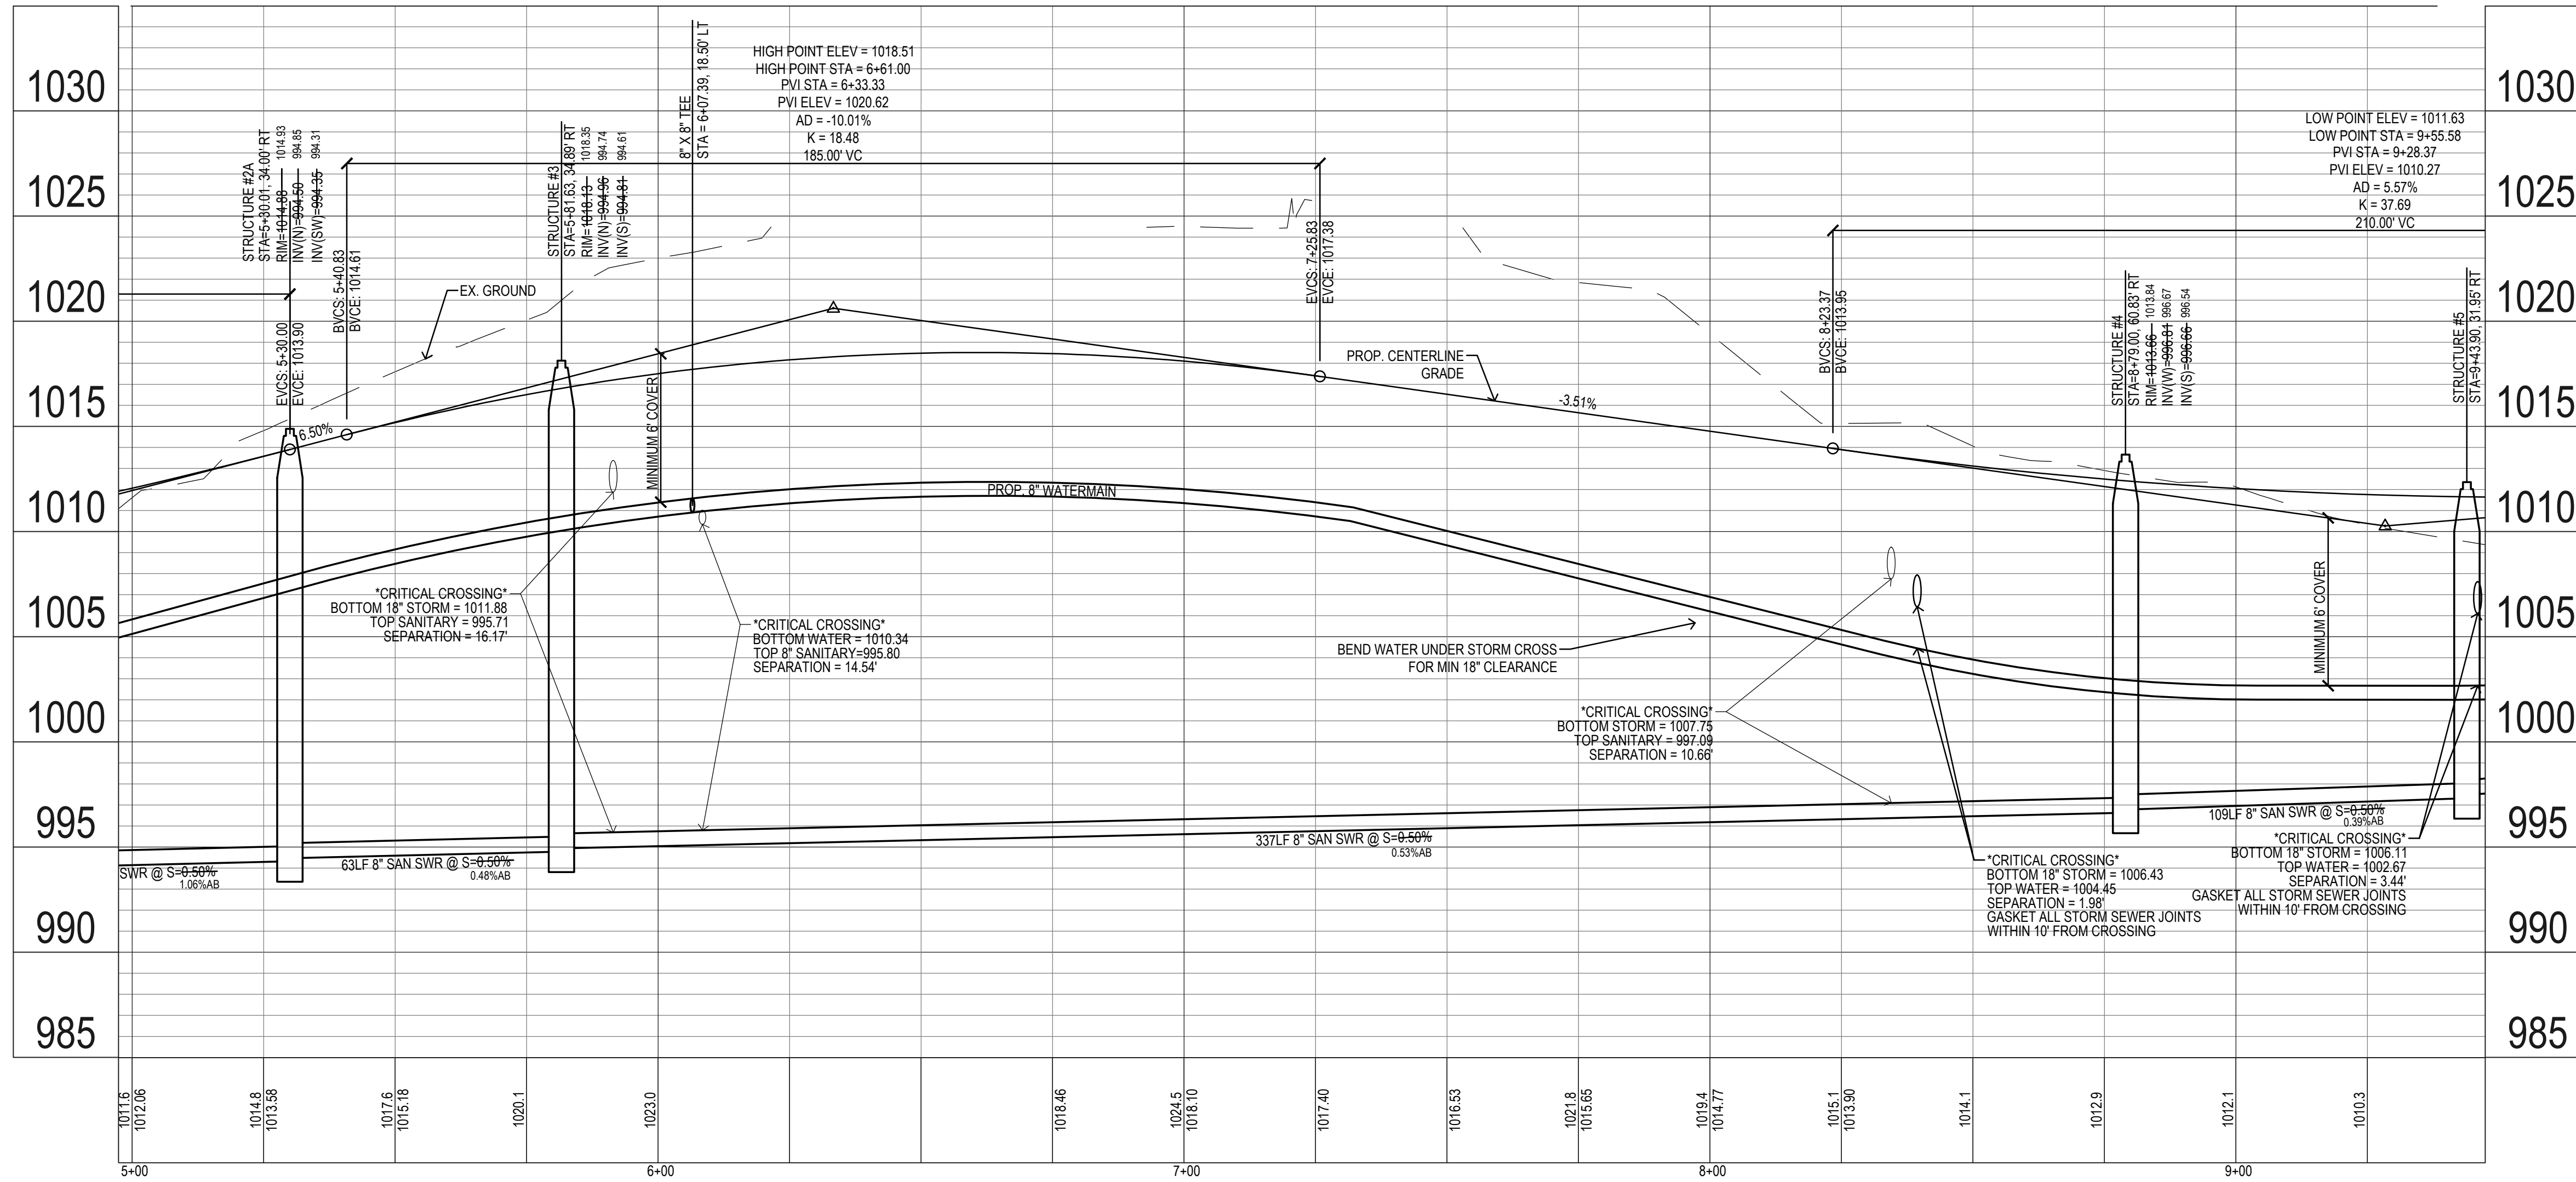 1030
1025
1020
1015
1010
1005
1000
995
990
985
STRUCTURE #2A
STA=5+30.01, 34.00' RT
RIM=1014.88 1014.93
INV(N)=994.50 994.85
INV(SW)=994.35 994.31
EVCS: 5+30.00
EVCE: 1013.90
BVCS: 5+40.83
BVCE: 1014.61
6.50%
EX. GROUND
STRUCTURE #3
STA=5+81.63, 34.89' RT
RIM=1018.13 1018.35
INV(N)=994.96 994.74
INV(S)=994.81 994.61
8" X 8" TEE
STA = 6+07.39, 18.50' LT
HIGH POINT ELEV = 1018.51
HIGH POINT STA = 6+61.00
PVI STA = 6+33.33
PVI ELEV = 1020.62
AD = -10.01%
K = 18.48
185.00' VC
MINIMUM 6' COVER
PROP. 8" WATERMAIN
EVCS: 7+25.83
EVCE: 1017.38
PROP. CENTERLINE
GRADE
-3.51%
BVCS: 8+23.37
BVCE: 1013.95
LOW POINT ELEV = 1011.63
LOW POINT STA = 9+55.58
PVI STA = 9+28.37
PVI ELEV = 1010.27
AD = 5.57%
K = 37.69
210.00' VC
STRUCTURE #4
STA=8+79.00, 60.83' RT
RIM=1013.66 1013.84
INV(W)=996.81 996.67
INV(S)=996.66 996.54
STRUCTURE #5
STA=9+43.90, 31.95' RT
MINIMUM 6' COVER
*CRITICAL CROSSING*
BOTTOM 18" STORM = 1011.88
TOP SANITARY = 995.71
SEPARATION = 16.17'
*CRITICAL CROSSING*
BOTTOM WATER = 1010.34
TOP 8" SANITARY=995.80
SEPARATION = 14.54'
BEND WATER UNDER STORM CROSS
FOR MIN 18" CLEARANCE
*CRITICAL CROSSING*
BOTTOM STORM = 1007.75
TOP SANITARY = 997.09
SEPARATION = 10.66'
SWR @ S=0.50%
1.06%AB
63LF 8" SAN SWR @ S=0.50%
0.48%AB
337LF 8" SAN SWR @ S=0.50%
0.53%AB
109LF 8" SAN SWR @ S=0.50%
0.39%AB
*CRITICAL CROSSING*
BOTTOM 18" STORM = 1006.43
TOP WATER = 1004.45
SEPARATION = 1.98'
GASKET ALL STORM SEWER JOINTS
WITHIN 10' FROM CROSSING
*CRITICAL CROSSING*
BOTTOM 18" STORM = 1006.11
TOP WATER = 1002.67
SEPARATION = 3.44'
GASKET ALL STORM SEWER JOINTS
WITHIN 10' FROM CROSSING
1030
1025
1020
1015
1010
1005
1000
995
990
985
1011.6
1012.06
1014.8
1013.58
1017.6
1015.18
1020.1
1023.0
1018.46
1024.5
1018.10
1017.40
1016.53
1021.8
1015.65
1019.4
1014.77
1015.1
1013.90
1014.1
1012.9
1012.1
1010.3
5+00
6+00
7+00
8+00
9+00